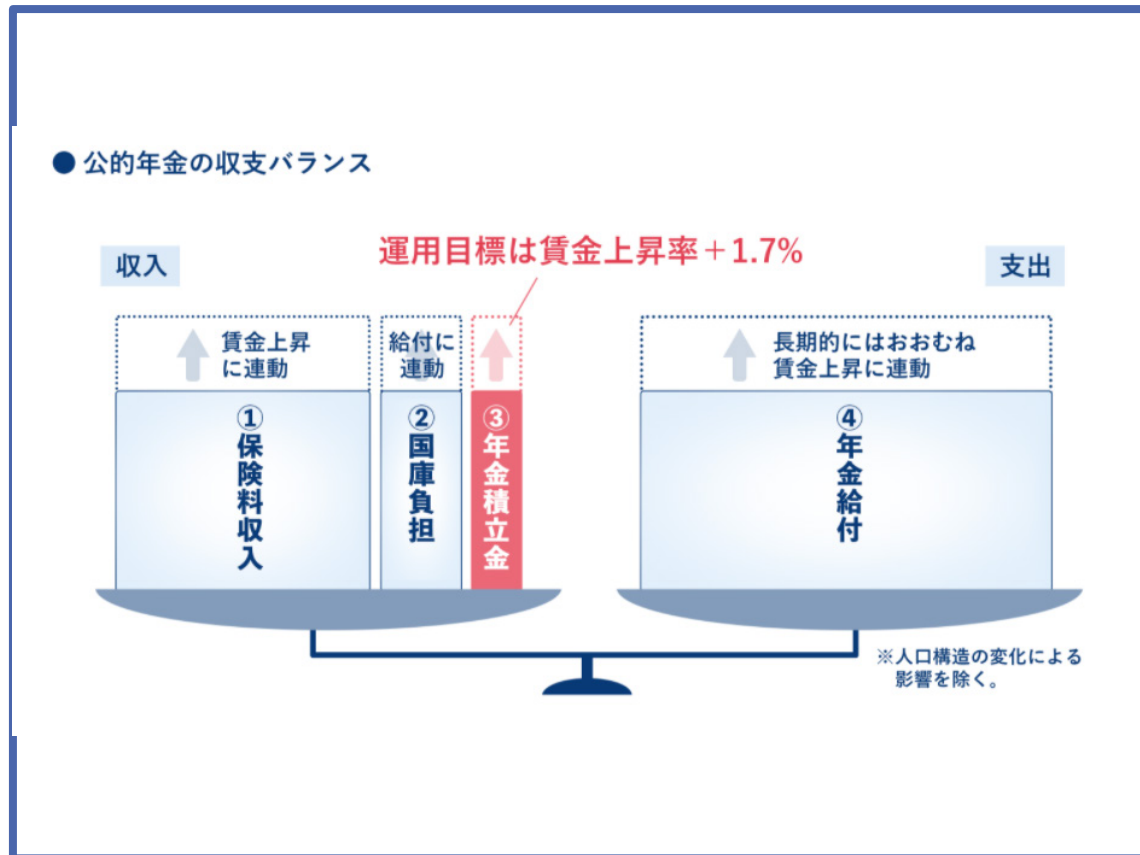 ● 公的年金の収支バランス
運用目標は賃金上昇率＋1.7%
収入
支出
賃金上昇
に連動
給付に
連動
長期的にはおおむね
賃金上昇に連動
①保険料収入
②国庫負担
③年金積立金
④年金給付
※人口構造の変化による
影響を除く。